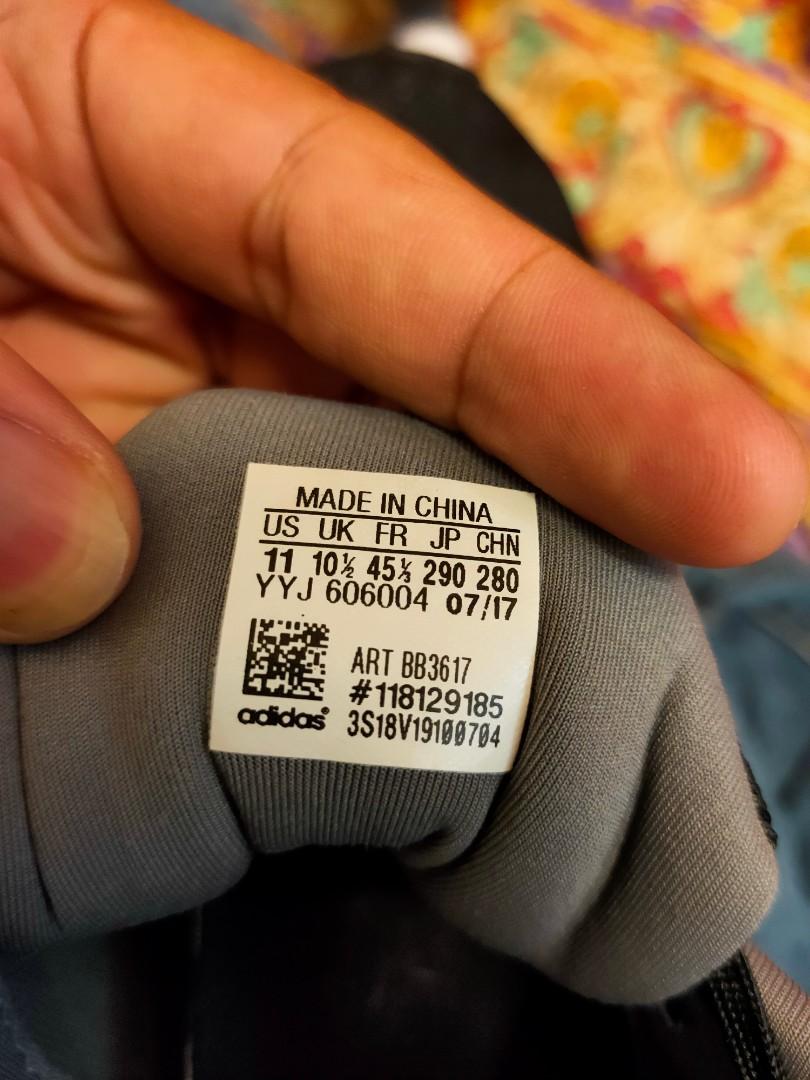 MADE IN CHINA
US UK FR JP CHN
11 10½ 45⅓ 290 280
YYJ 606004 07/17
ART BB3617
#118129185
adidas®
3S18V19100704